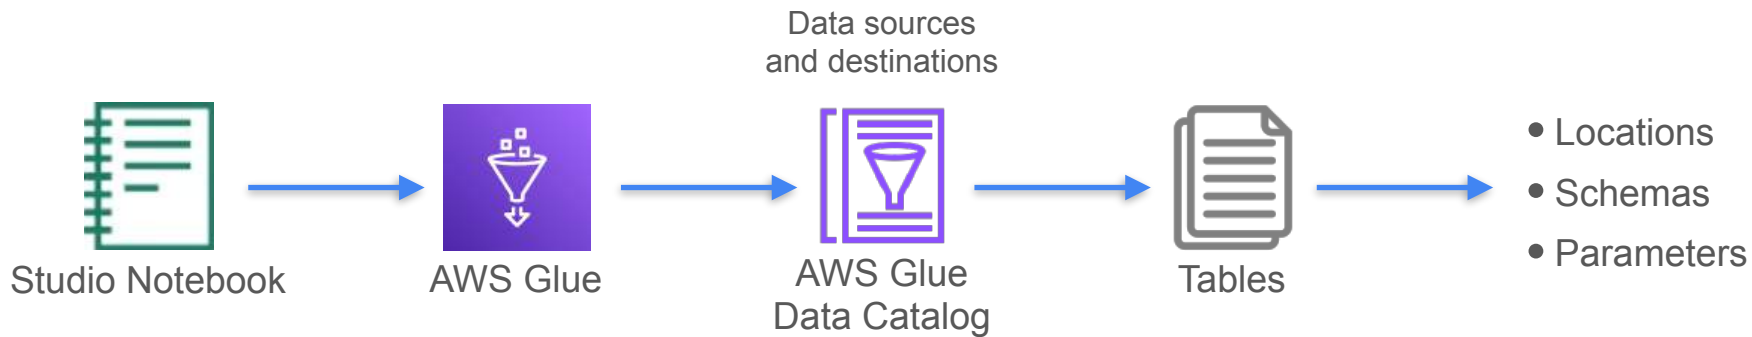 Data sources
and destinations
Studio Notebook
AWS Glue
AWS Glue
Data Catalog
Tables
• Locations
• Schemas
• Parameters